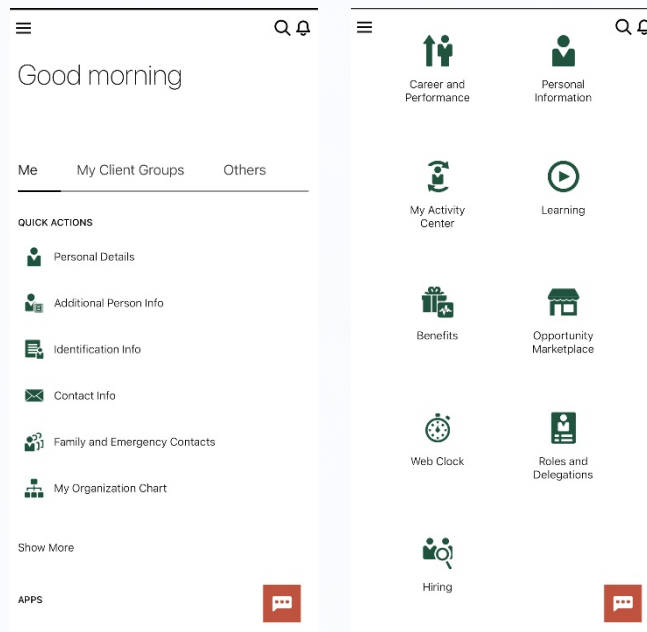 Good morning
Me My Client Groups Others
QUICK ACTIONS
Personal Details
Additional Person Info
Identification Info
Contact Info
Family and Emergency Contacts
My Organization Chart
Show More
APPS
Career and
Performance
Personal
Information
My Activity
Center
Learning
Benefits
Opportunity
Marketplace
Web Clock
Roles and
Delegations
Hiring